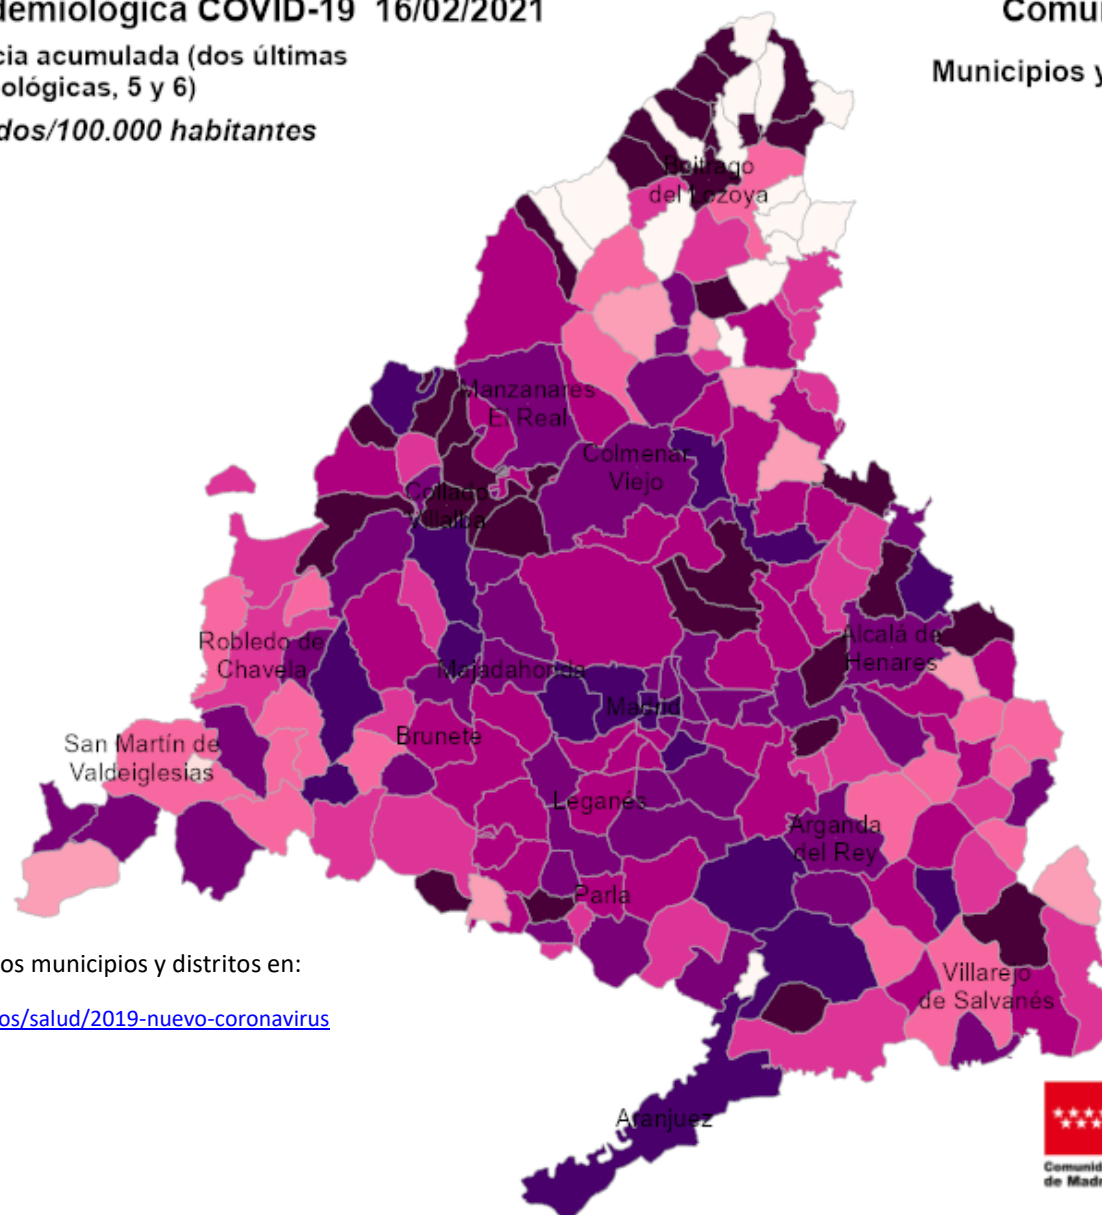 demiológica COVID-19 16/02/2021
cia acumulada (dos últimas
ológicas, 5 y 6)
dos/100.000 habitantes
Comu
Municipios y
Buitrago
del Lozoya
Manzanares
El Real
Colmenar
Viejo
Collado
Villalba
Robledo de
Chavela
Majadahonda
Alcalá de
Henares
Madrid
Brunete
San Martín de
Valdeiglesias
Leganés
Arganda
del Rey
Parla
os municipios y distritos en:
Villarejo
de Salvanés
os/salud/2019-nuevo-coronavirus
Aranjuez
Comunid
de Madr